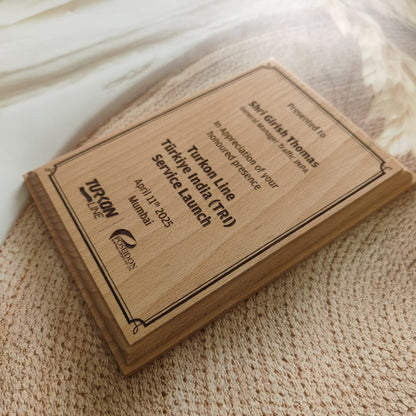 Presented to
Shri Girish Thomas
General Manager, Traffic JNPA
In Appreciation of your
honoured presence
Turkon Line
Türkiye India (TRI)
Service Launch
April 11th 2025
Mumbai
TURKON
LINE
POSEIDON